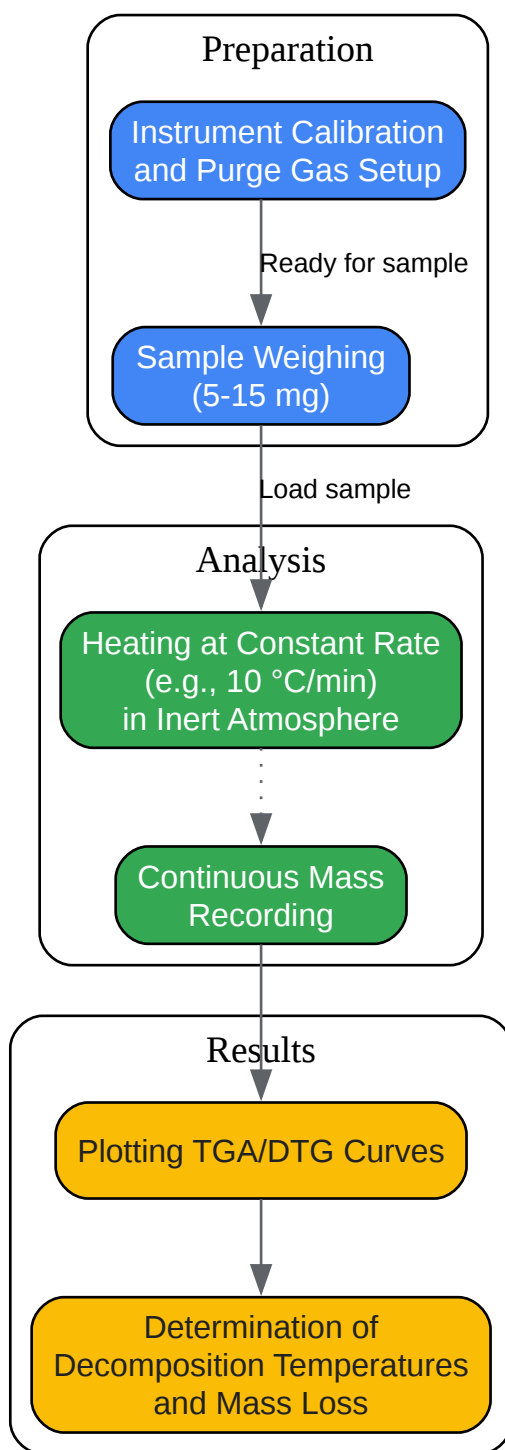 Preparation
Instrument Calibration
and Purge Gas Setup
Ready for sample
Sample Weighing
(5-15 mg)
Load sample
Analysis
Heating at Constant Rate
(e.g., 10 °C/min)
in Inert Atmosphere
Continuous Mass
Recording
Results
Plotting TGA/DTG Curves
Determination of
Decomposition Temperatures
and Mass Loss